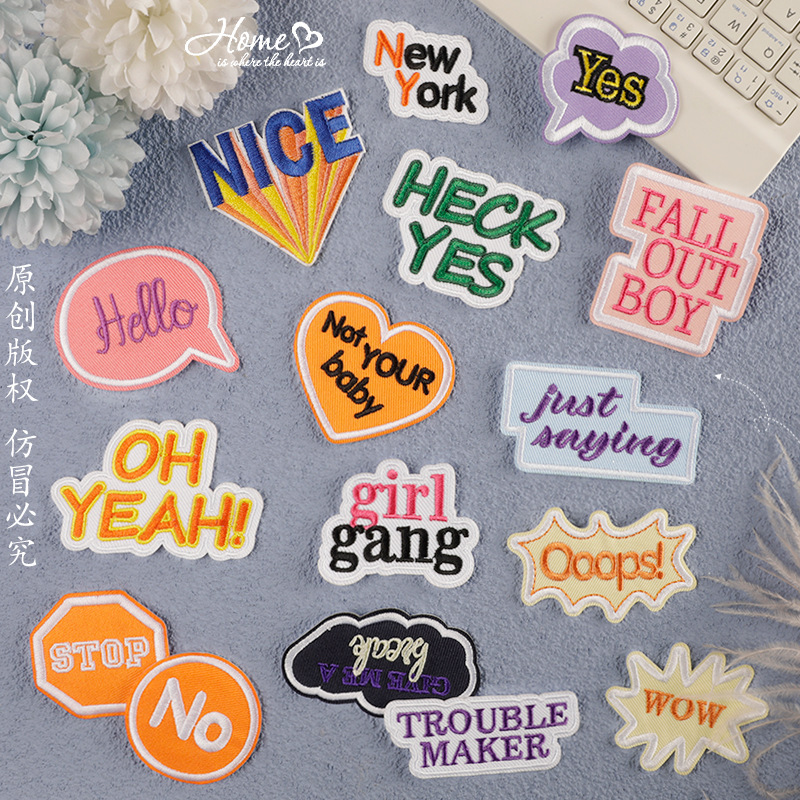 Home
is where the heart is
New
York
Yes
NICE
HECK
YES
FALL
OUT
BOY
Hello
Not YOUR
baby
just
saying
OH
YEAH!
girl
gang
Ooops!
STOP
No
GIVE ME A
break
TROUBLE
MAKER
WOW
原创版权 仿冒必究